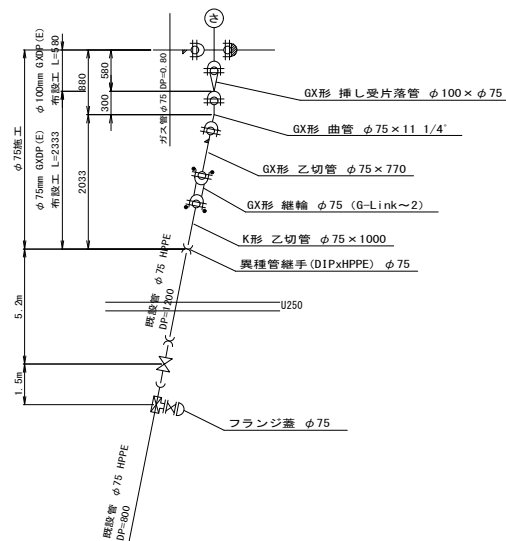 さ
φ75施工
φ100mm GXDP(E)
布設工 L=580
φ75mm GXDP(E)
布設工 L=2333
880
580
300
2033
ガス管φ75 DP=0.80
GX形 挿し受片落管 φ100×φ75
GX形 曲管 φ75×11 1/4ﾟ
GX形 乙切管 φ75×770
GX形 継輪 φ75 (G-Link～2)
K形 乙切管 φ75×1000
異種管継手(DIPxHPPE) φ75
既設管 φ75 HPPE
DP=1200
U250
5.2m
1.5m
フランジ蓋 φ75
既設管 φ75 HPPE
DP=800